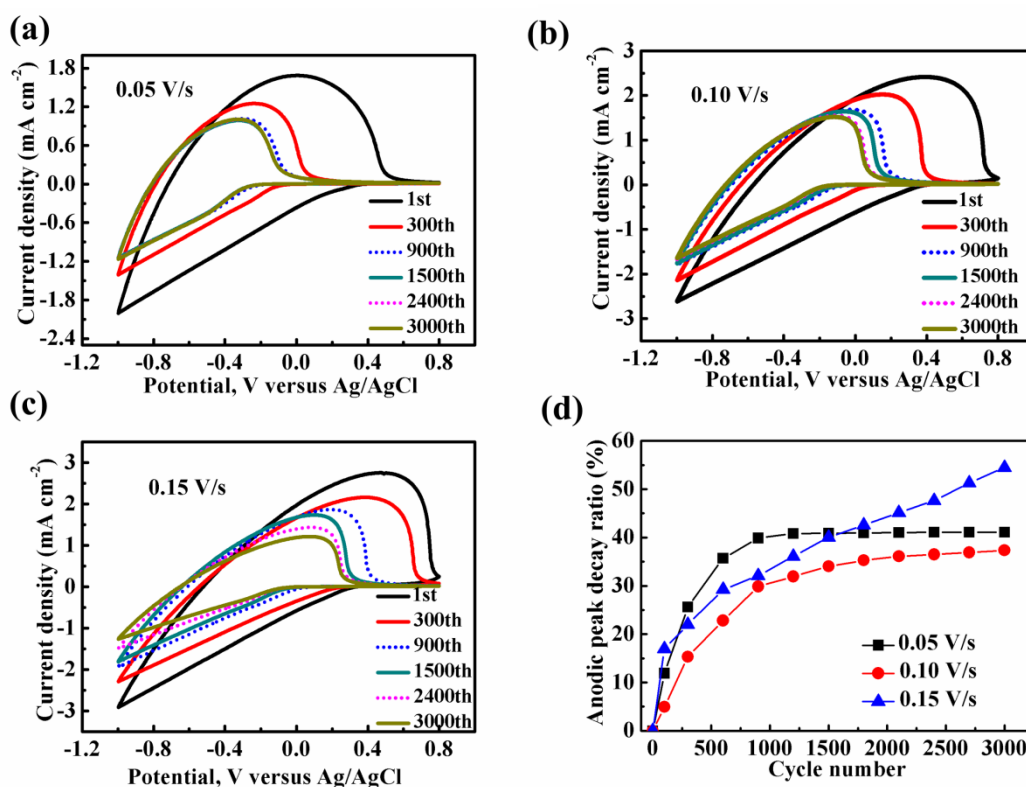 (a)
Current density (mA cm⁻²)
1.8
1.2
0.6
0.0
-0.6
-1.2
-1.8
-2.4
0.05 V/s
1st
300th
900th
1500th
2400th
3000th
-1.2 -0.8 -0.4 0.0 0.4 0.8
Potential, V versus Ag/AgCl
(b)
Current density (mA cm⁻²)
3
2
1
0
-1
-2
-3
0.10 V/s
1st
300th
900th
1500th
2400th
3000th
-1.2 -0.8 -0.4 0.0 0.4 0.8
Potential, V versus Ag/AgCl
(c)
Current density (mA cm⁻²)
3
2
1
0
-1
-2
-3
0.15 V/s
1st
300th
900th
1500th
2400th
3000th
-1.2 -0.8 -0.4 0.0 0.4 0.8
Potential, V versus Ag/AgCl
(d)
Anodic peak decay ratio (%)
60
50
40
30
20
10
0
0.05 V/s
0.10 V/s
0.15 V/s
0 500 1000 1500 2000 2500 3000
Cycle number